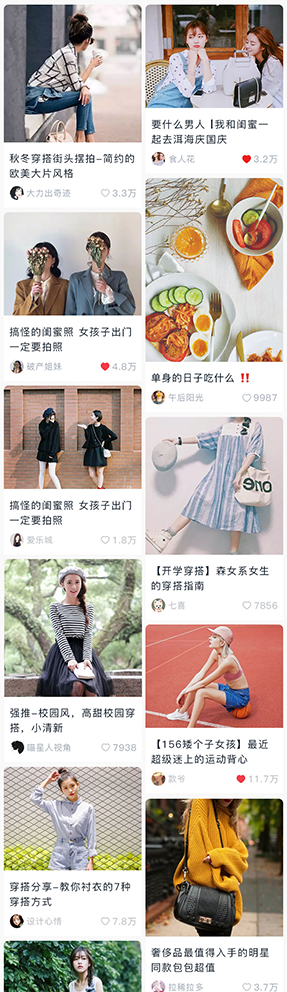 秋冬穿搭街头摆拍-简约的
欧美大片风格
大力出奇迹 3.3万
搞怪的闺蜜照 女孩子出门
一定要拍照
破产姐妹 4.8万
搞怪的闺蜜照 女孩子出门
一定要拍照
爱乐城 1.8万
强推-校园风，高甜校园穿
搭，小清新
喵星人视角 7938
穿搭分享-教你衬衣的7种
穿搭方式
设计心情 7.8万
要什么男人 |我和闺蜜一
起去洱海庆国庆
食人花 3.2万
单身的日子吃什么 ‼️
午后阳光 9987
one
【开学穿搭】森女系女生
的穿搭指南
七喜 7856
【156矮个子女孩】最近
超级迷上的运动背心
款爷 11.7万
奢侈品最值得入手的明星
同款包包超值
拉稀拉多 3.7万